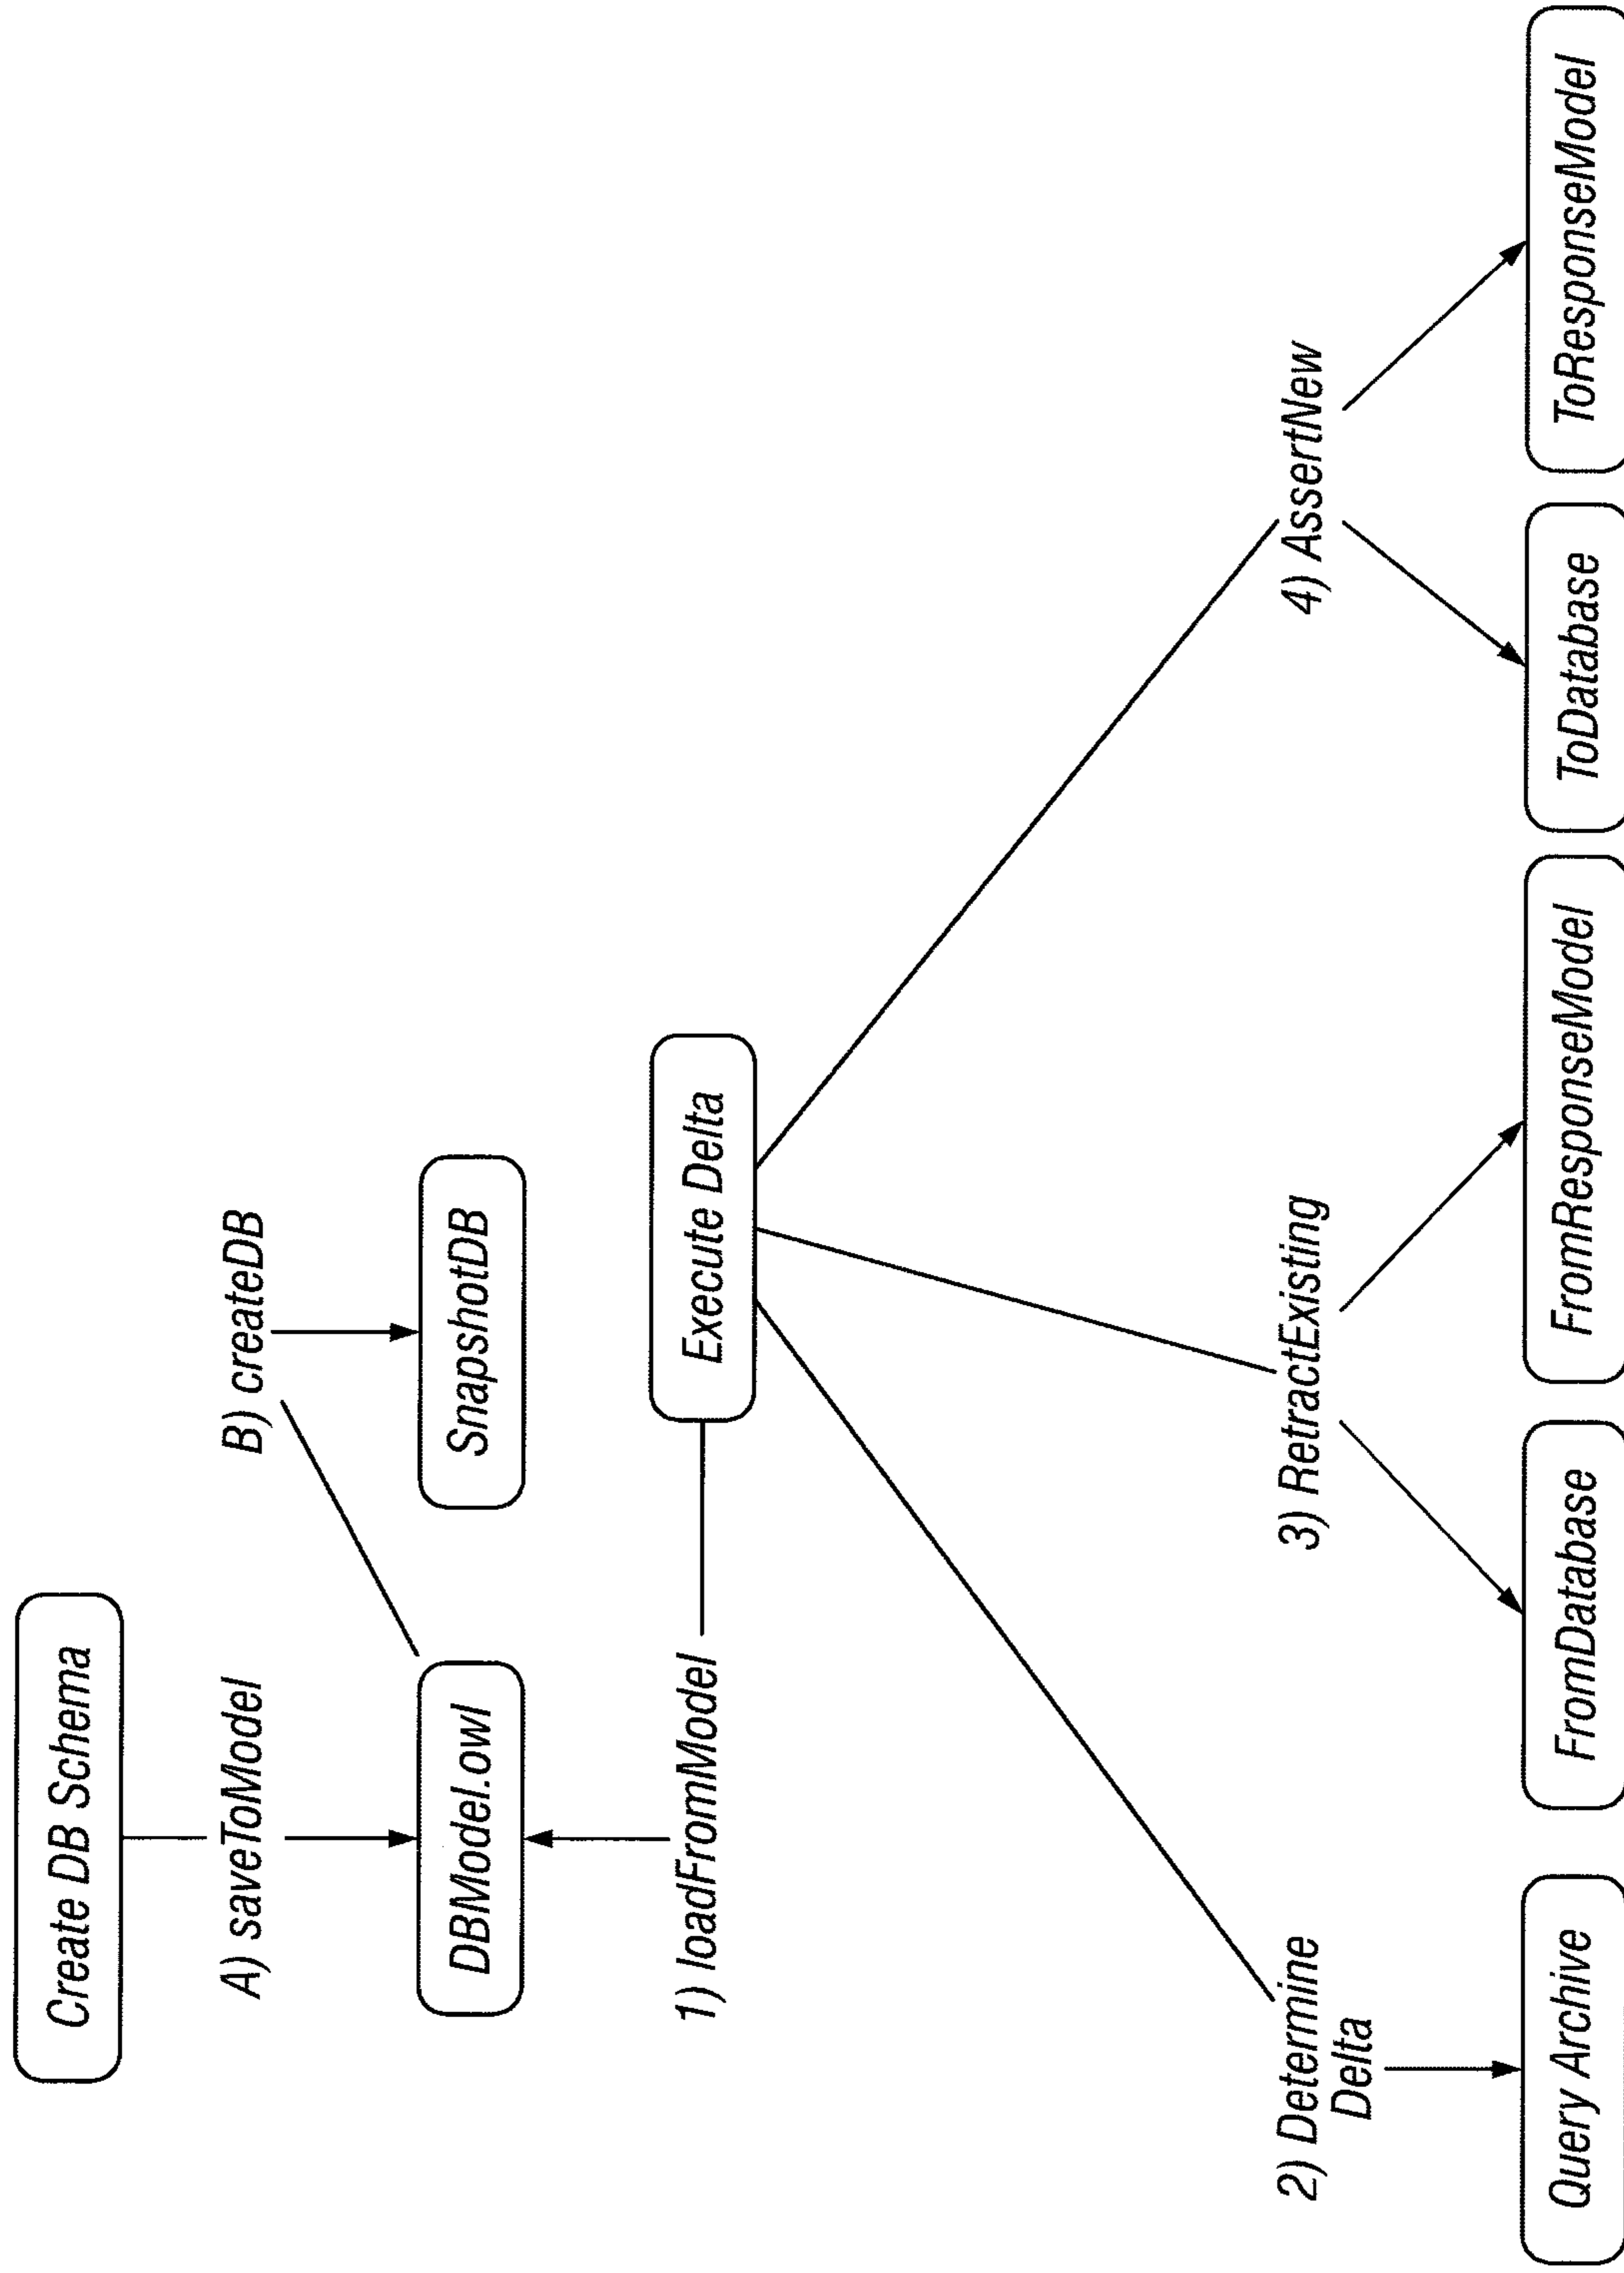 Create DB Schema
A) saveToModel
B) createDB
DBModel.owl
SnapshotDB
1) loadFromModel
Execute Delta
2) Determine
Delta
3) RetractExisting
4) AssertNew
Query Archive
FromDatabase
FromResponseModel
ToDatabase
ToResponseModel